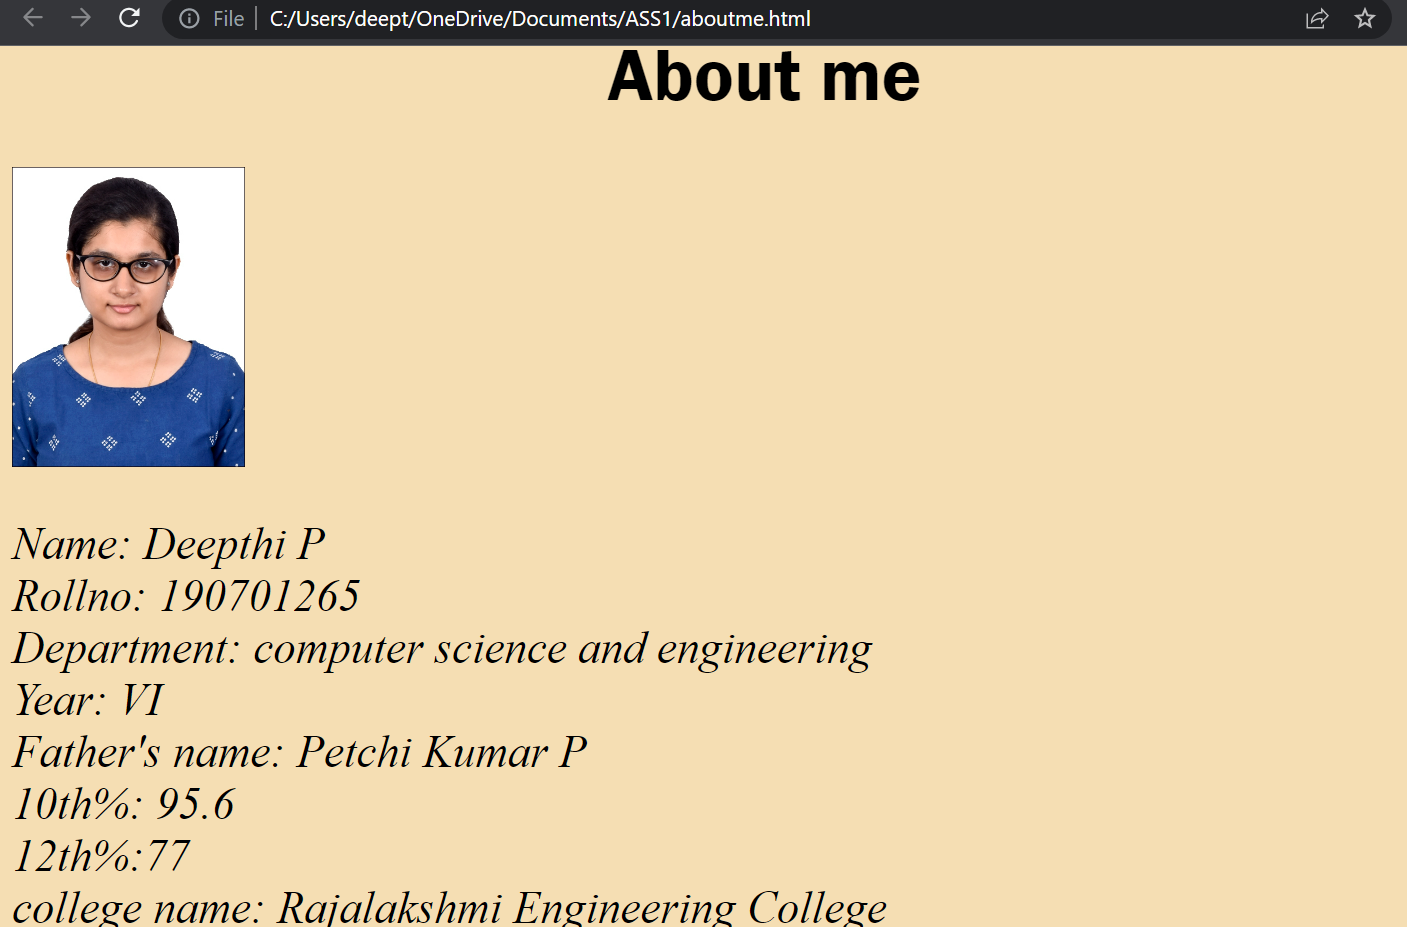 File | C:/Users/deept/OneDrive/Documents/ASS1/aboutme.html
About me
Name: Deepthi P
Rollno: 190701265
Department: computer science and engineering
Year: VI
Father's name: Petchi Kumar P
10th%: 95.6
12th%:77
college name: Rajalakshmi Engineering College